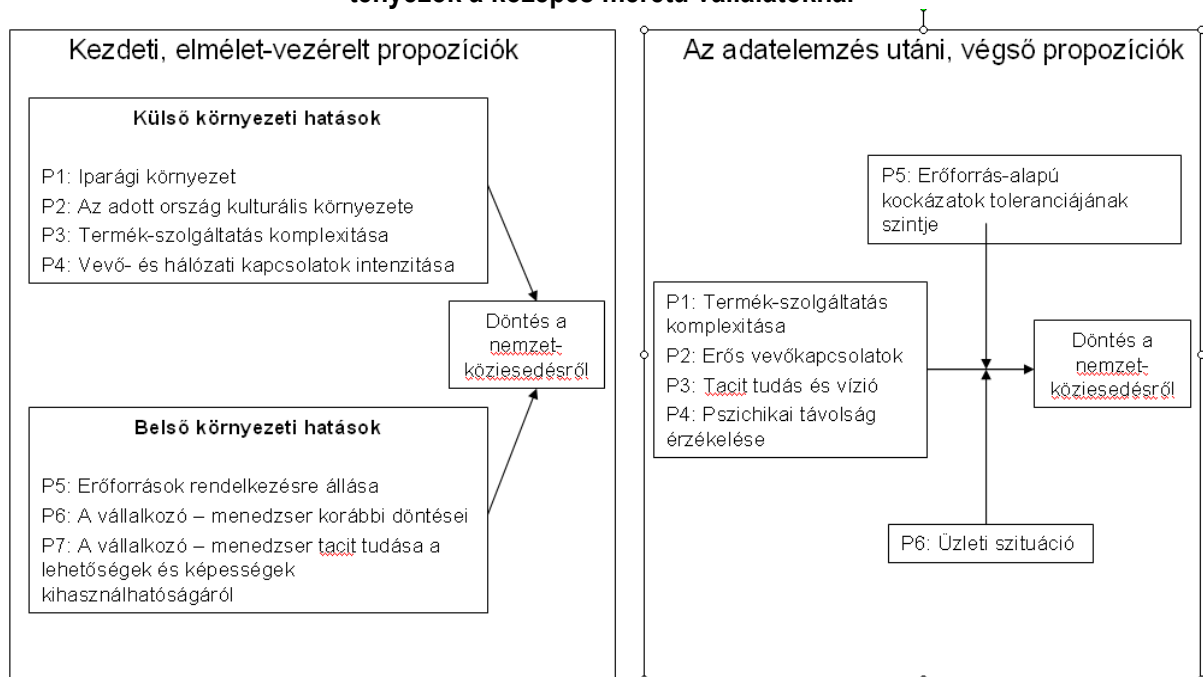 tényezők a közepes méretű vállalatoknál
Kezdeti, elmélet-vezérelt propozíciók
Külső környezeti hatások
P1: Iparági környezet
P2: Az adott ország kulturális környezete
P3: Termék-szolgáltatás komplexitása
P4: Vevő- és hálózati kapcsolatok intenzitása
Döntés a
nemzet-
köziesedésről
Belső környezeti hatások
P5: Erőforrások rendelkezésre állása
P6: A vállalkozó – menedzser korábbi döntései
P7: A vállalkozó – menedzser tacit tudása a
lehetőségek és képességek
kihasználhatóságáról
Az adatelemzés utáni, végső propozíciók
P5: Erőforrás-alapú
kockázatok toleranciájának
szintje
P1: Termék-szolgáltatás
komplexitása
P2: Erős vevőkapcsolatok
P3: Tacit tudás és vízió
P4: Pszichikai távolság
érzékelése
Döntés a
nemzet-
köziesedésről
P6: Üzleti szituáció